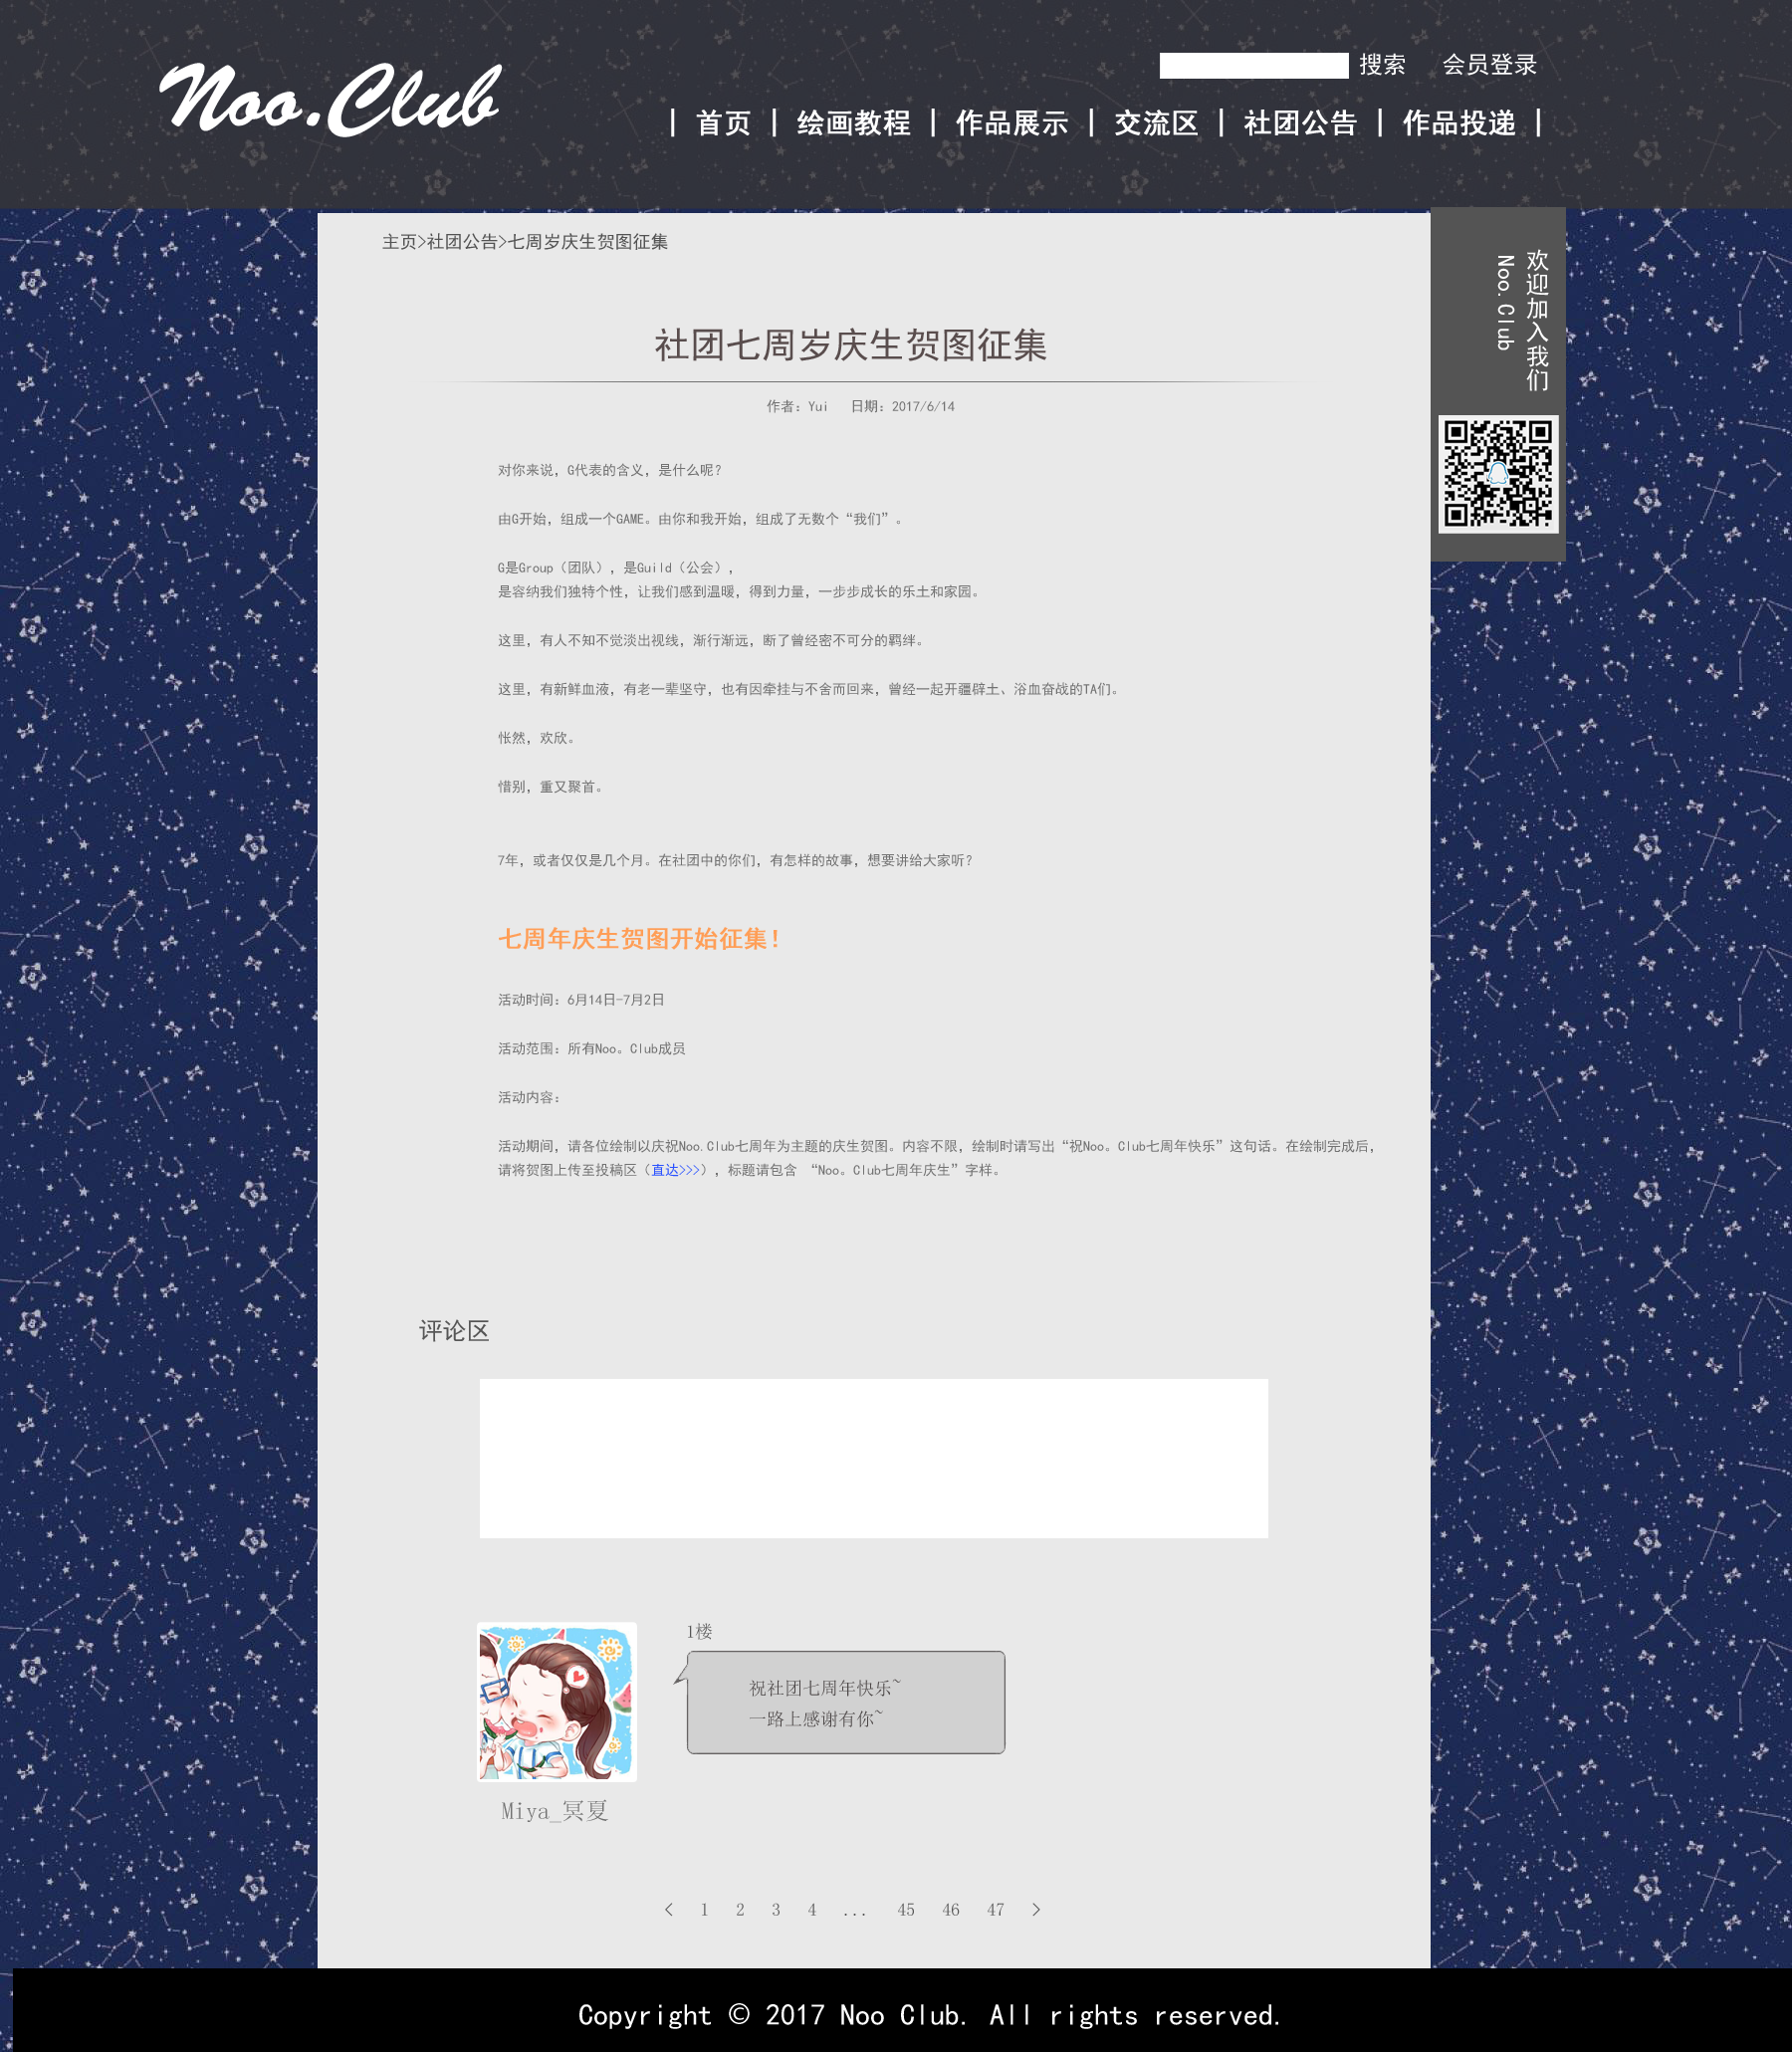 Noo.Club
搜索 会员登录
| 首页 | 绘画教程 | 作品展示 | 交流区 | 社团公告 | 作品投递 |
主页>社团公告>七周岁庆生贺图征集
欢迎加入我们
Noo.Club
社团七周岁庆生贺图征集
作者：Yui 日期：2017/6/14
对你来说，G代表的含义，是什么呢？
由G开始，组成一个GAME。由你和我开始，组成了无数个“我们”。
G是Group（团队），是Guild（公会），
是容纳我们独特个性，让我们感到温暖，得到力量，一步步成长的乐土和家园。
这里，有人不知不觉淡出视线，渐行渐远，断了曾经密不可分的羁绊。
这里，有新鲜血液，有老一辈坚守，也有因牵挂与不舍而回来，曾经一起开疆辟土、浴血奋战的TA们。
怅然，欢欣。
惜别，重又聚首。
7年，或者仅仅是几个月。在社团中的你们，有怎样的故事，想要讲给大家听？
七周年庆生贺图开始征集！
活动时间：6月14日-7月2日
活动范围：所有Noo。Club成员
活动内容：
活动期间，请各位绘制以庆祝Noo.Club七周年为主题的庆生贺图。内容不限，绘制时请写出“祝Noo。Club七周年快乐”这句话。在绘制完成后，
请将贺图上传至投稿区（直达>>>），标题请包含 “Noo。Club七周年庆生”字样。
评论区
1楼
祝社团七周年快乐~
一路上感谢有你~
Miya_冥夏
< 1 2 3 4 ... 45 46 47 >
Copyright © 2017 Noo Club. All rights reserved.